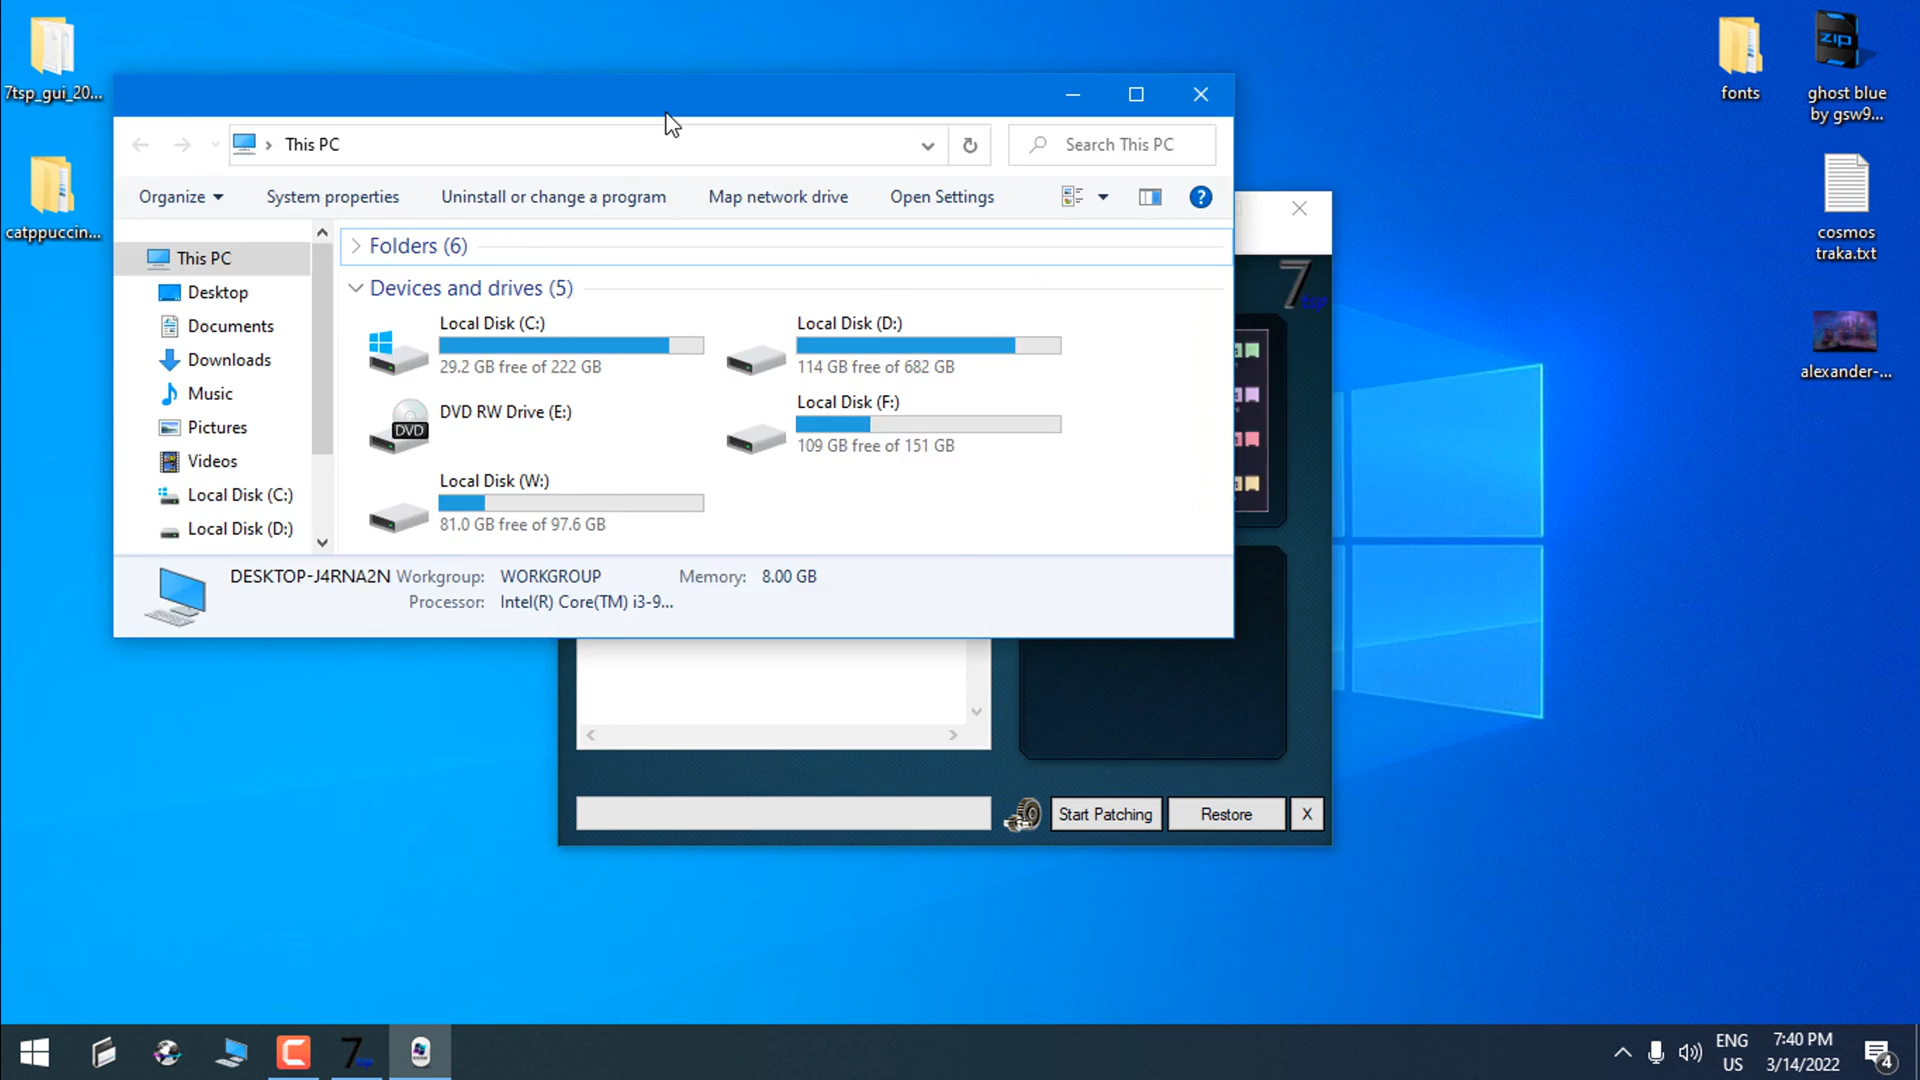 7tsp_gui_20...
catppuccin...
fonts
ghost blue
by gsw9...
cosmos
traka.txt
alexander-...
This PC
Search This PC
Organize
System properties
Uninstall or change a program
Map network drive
Open Settings
This PC
Desktop
Documents
Downloads
Music
Pictures
Videos
Local Disk (C:)
Local Disk (D:)
Folders (6)
Devices and drives (5)
Local Disk (C:)
29.2 GB free of 222 GB
Local Disk (D:)
114 GB free of 682 GB
DVD RW Drive (E:)
DVD
Local Disk (F:)
109 GB free of 151 GB
Local Disk (W:)
81.0 GB free of 97.6 GB
DESKTOP-J4RNA2N Workgroup: WORKGROUP Memory: 8.00 GB
Processor: Intel(R) Core(TM) i3-9...
7tsp
Start Patching
Restore
X
zip
7tsp
ENG
US
7:40 PM
3/14/2022
4